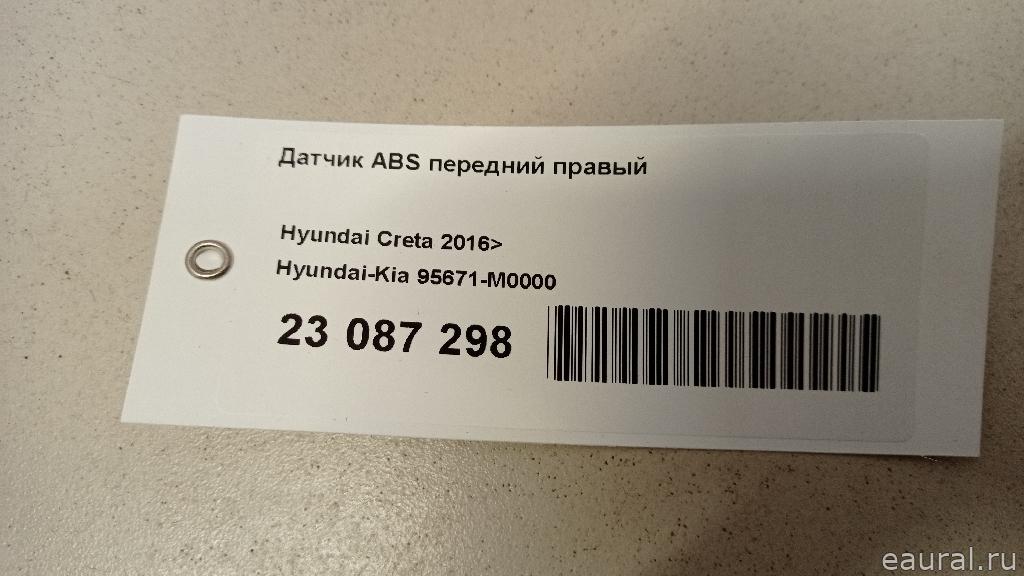 Датчик ABS передний правый
Hyundai Creta 2016>
Hyundai-Kia 95671-M0000
23 087 298
eaural.ru